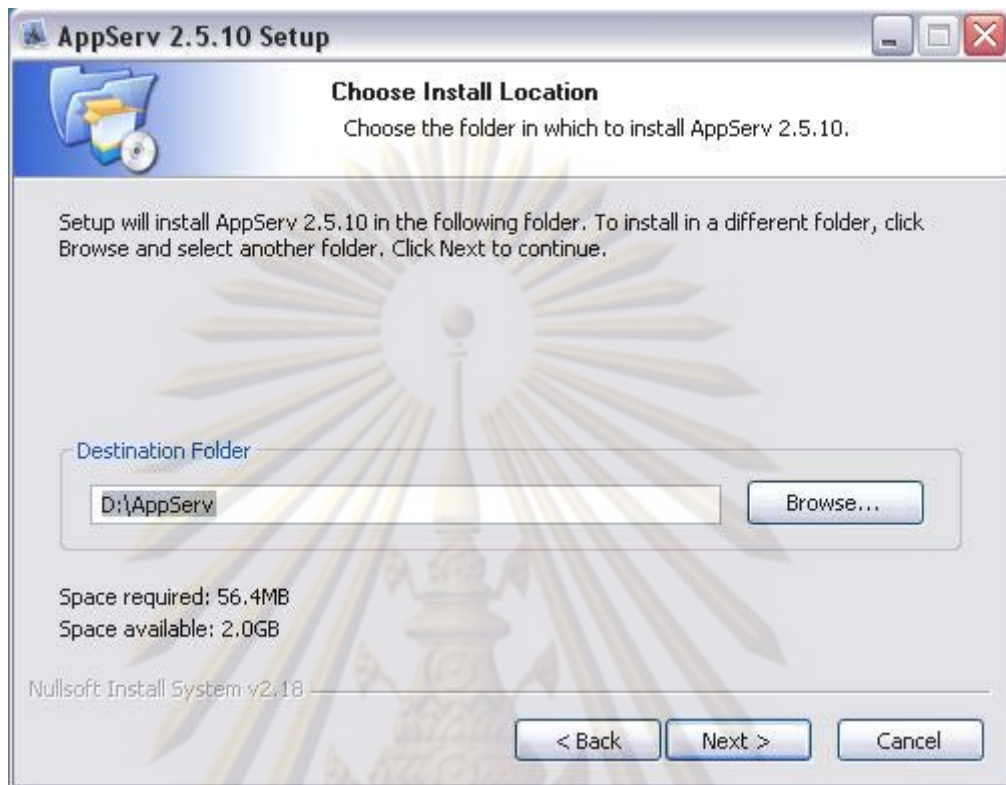 AppServ 2.5.10 Setup
Choose Install Location
Choose the folder in which to install AppServ 2.5.10.
Setup will install AppServ 2.5.10 in the following folder. To install in a different folder, click
Browse and select another folder. Click Next to continue.
Destination Folder
D:\AppServ
Browse...
Space required: 56.4MB
Space available: 2.0GB
Nullsoft Install System v2.18
< Back
Next >
Cancel